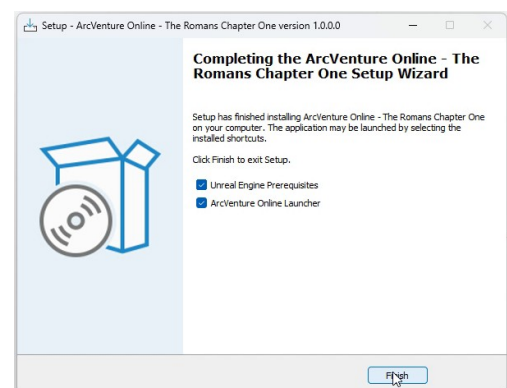 Setup - ArcVenture Online - The Romans Chapter One version 1.0.0.0
Completing the ArcVenture Online - The
Romans Chapter One Setup Wizard
Setup has finished installing ArcVenture Online - The Romans Chapter One
on your computer. The application may be launched by selecting the
installed shortcuts.
Click Finish to exit Setup.
Unreal Engine Prerequisites
ArcVenture Online Launcher
Finish